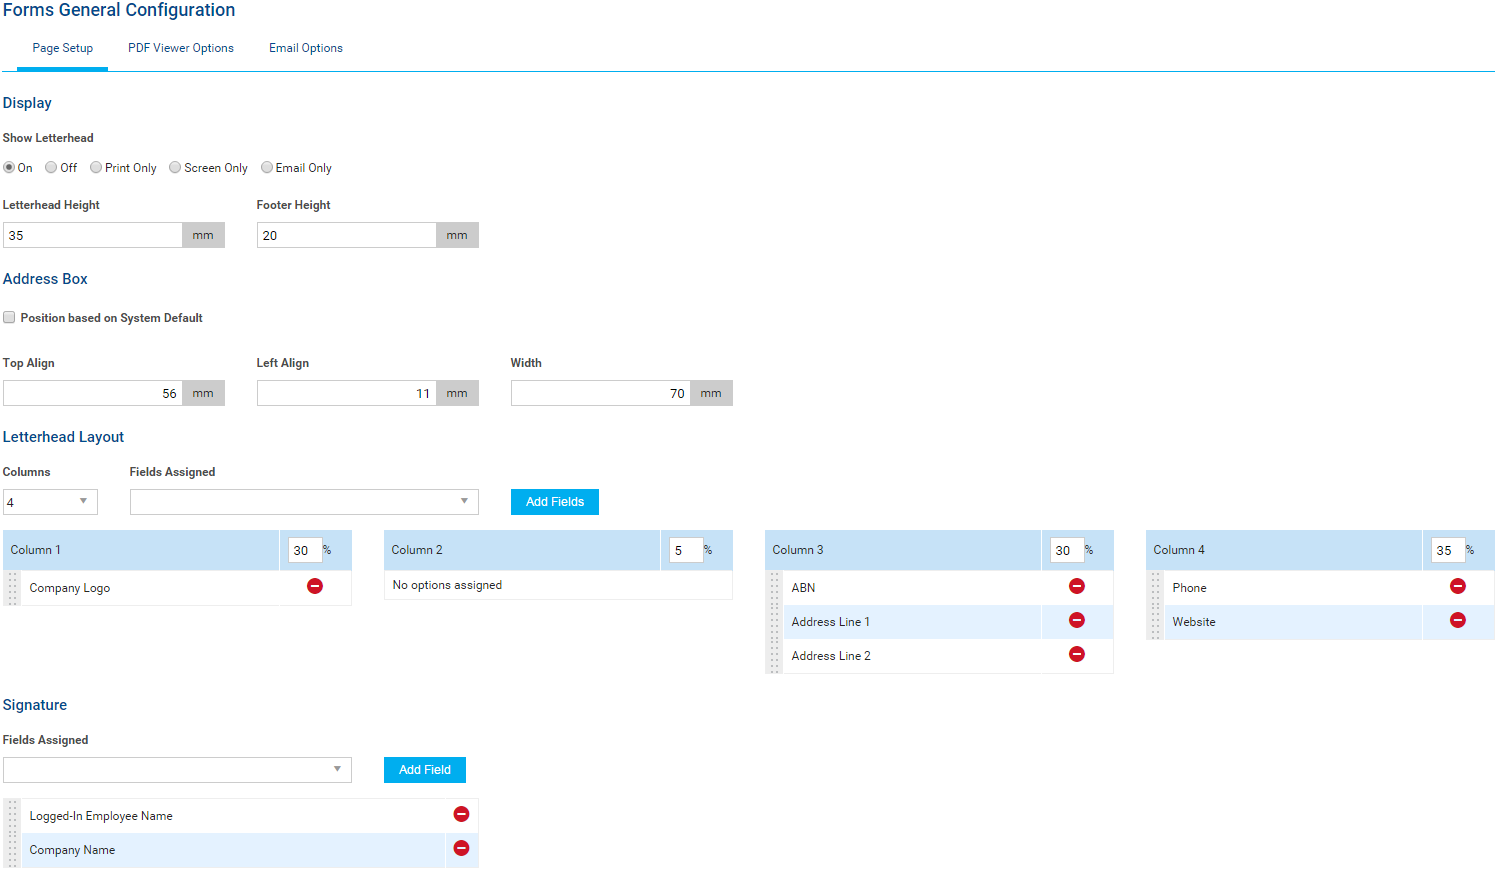 Forms General Configuration
Page Setup PDF Viewer Options Email Options
Display
Show Letterhead
On Off Print Only Screen Only Email Only
Letterhead Height Footer Height
35 mm 20 mm
Address Box
Position based on System Default
Top Align Left Align Width
56 mm 11 mm 70 mm
Letterhead Layout
Columns Fields Assigned
4 Add Fields
Column 1 30 % Column 2 5 % Column 3 30 % Column 4 35 %
Company Logo No options assigned ABN Phone
Address Line 1 Website
Address Line 2
Signature
Fields Assigned
Add Field
Logged-In Employee Name
Company Name